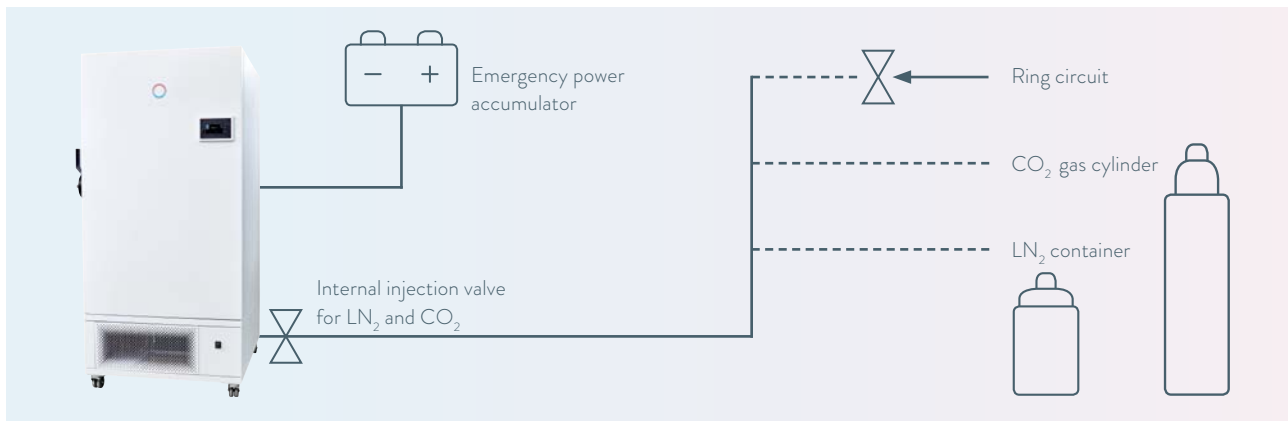 Emergency power
accumulator
Ring circuit
CO₂ gas cylinder
LN₂ container
Internal injection valve
for LN₂ and CO₂